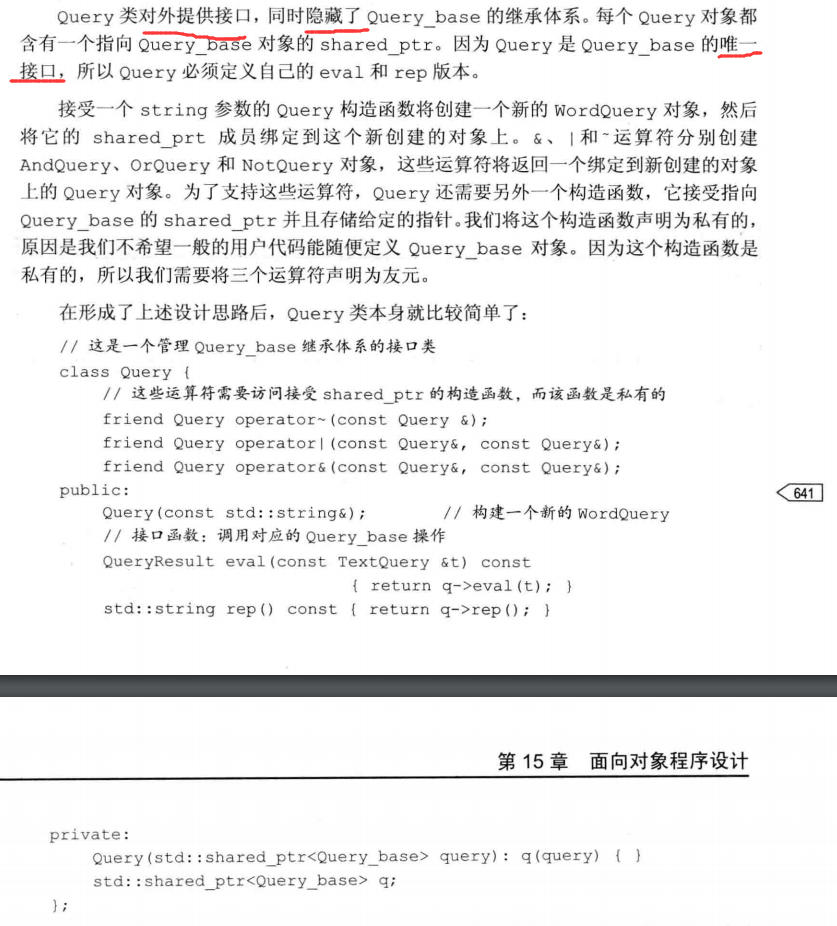 Query 类对外提供接口，同时隐藏了 Query_base 的继承体系。每个 Query 对象都
含有一个指向 Query_base 对象的 shared_ptr。因为 Query 是 Query_base 的唯一
接口，所以 Query 必须定义自己的 eval 和 rep 版本。
接受一个 string 参数的 Query 构造函数将创建一个新的 WordQuery 对象，然后
将它的 shared_prt 成员绑定到这个新创建的对象上。&、|和~运算符分别创建
AndQuery、OrQuery 和 NotQuery 对象，这些运算符将返回一个绑定到新创建的对象
上的 Query 对象。为了支持这些运算符，Query 还需要另外一个构造函数，它接受指向
Query_base 的 shared_ptr 并且存储给定的指针。我们将这个构造函数声明为私有的，
原因是我们不希望一般的用户代码能随便定义 Query_base 对象。因为这个构造函数是
私有的，所以我们需要将三个运算符声明为友元。
在形成了上述设计思路后，Query 类本身就比较简单了：
// 这是一个管理 Query_base 继承体系的接口类
class Query {
// 这些运算符需要访问接受 shared_ptr 的构造函数，而该函数是私有的
friend Query operator~(const Query &);
friend Query operator|(const Query&, const Query&);
friend Query operator&(const Query&, const Query&);
public:
641
Query(const std::string&); // 构建一个新的 WordQuery
// 接口函数：调用对应的 Query_base 操作
QueryResult eval(const TextQuery &t) const
{ return q->eval(t); }
std::string rep() const { return q->rep(); }
第 15 章 面向对象程序设计
private:
Query(std::shared_ptr<Query_base> query): q(query) { }
std::shared_ptr<Query_base> q;
};